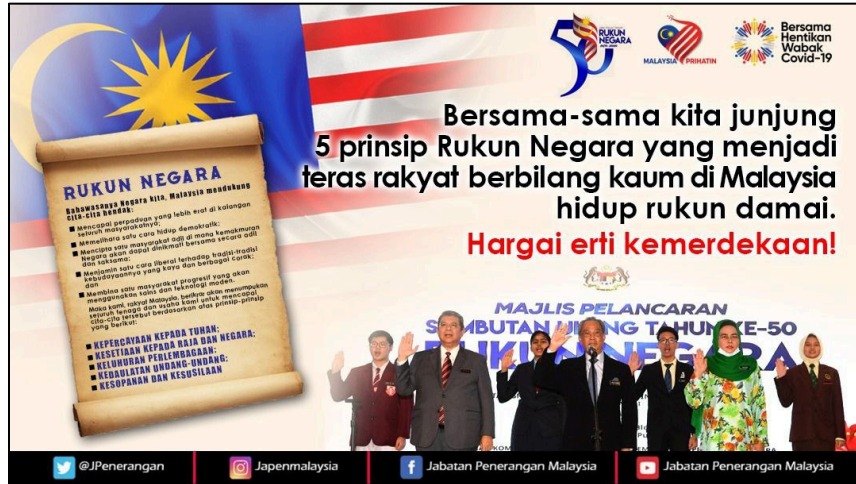 RUKUN
NEGARA
MALAYSIA PRIHATIN
Bersama
Hentikan
Wabak
Covid-19
Bersama-sama kita junjung
5 prinsip Rukun Negara yang menjadi
teras rakyat berbilang kaum di Malaysia
hidup rukun damai.
Hargai erti kemerdekaan!
RUKUN NEGARA
Bahawasanya Negara kita, Malaysia mendukung
cita-cita hendak:
Mencapai perpaduan yang lebih erat di kalangan
seluruh masyarakatnya;
Memelihara satu cara hidup demokratik;
Mencipta satu masyarakat adil di mana kemakmuran
Negara akan dapat dinikmati bersama secara adil
dan saksama;
Menjamin satu cara liberal terhadap tradisi-tradisi
kebudayaannya yang kaya dan berbagai corak;
dan
Membina satu masyarakat progresif yang akan
menggunakan sains dan teknologi moden.
Maka kami, rakyat Malaysia, berikrar akan menumpukan
seluruh tenaga dan usaha kami untuk mencapai
cita-cita tersebut berdasarkan atas prinsip-prinsip
yang berikut:
KEPERCAYAAN KEPADA TUHAN;
KESETIAAN KEPADA RAJA DAN NEGARA;
KELUHURAN PERLEMBAGAAN;
KEDAULATAN UNDANG-UNDANG;
KESOPANAN DAN KESUSILAAN
MAJLIS PELANCARAN
TAHUN KE-50
@JPenerangan
Japenmalaysia
Jabatan Penerangan Malaysia
Jabatan Penerangan Malaysia